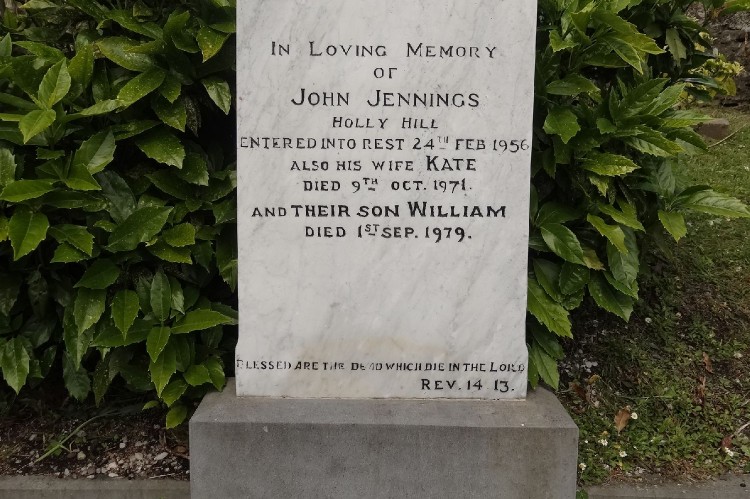 IN LOVING MEMORY
OF
JOHN JENNINGS
HOLLY HILL
ENTERED INTO REST 24TH FEB 1956
ALSO HIS WIFE KATE
DIED 9TH OCT. 1971.
AND THEIR SON WILLIAM
DIED 1ST SEP. 1979.
BLESSED ARE THE DEAD WHICH DIE IN THE LORD
REV. 14. 13.